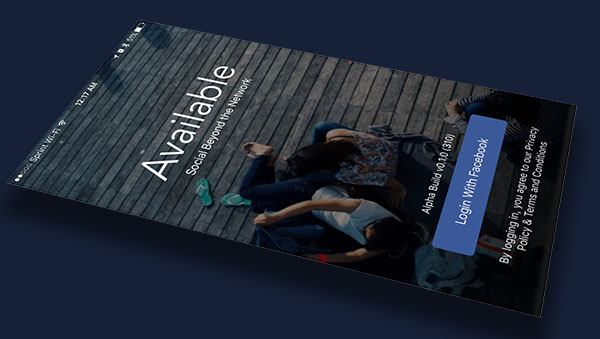 Sprint Wi-Fi 12:17 AM 51%
Available
Social Beyond the Network
Alpha Build v0.1.0 (310)
Login With Facebook
By logging in, you agree to our Privacy
Policy & Terms and Conditions